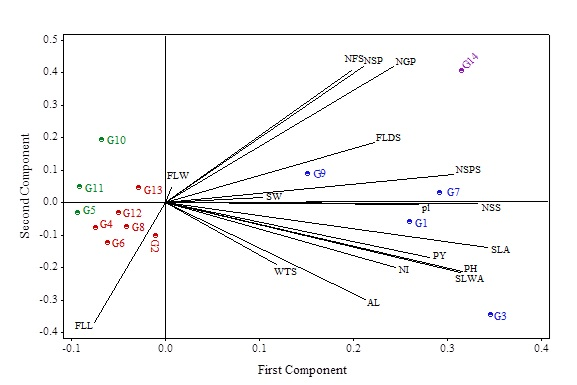 0.5
NFS NSP NGP G14
0.4
0.3
Second Component
0.2
G10 FLDS
0.1
FLW G9 NSPS
G11 G13 SW G7
0.0
G5 G12 pl NSS
G4 G8 G1
-0.1
G6 G2 PY SLA
-0.2
WTS NI PH
SLWA
-0.3
AL
FLL G3
-0.4
-0.1 0.0 0.1 0.2 0.3 0.4
First Component